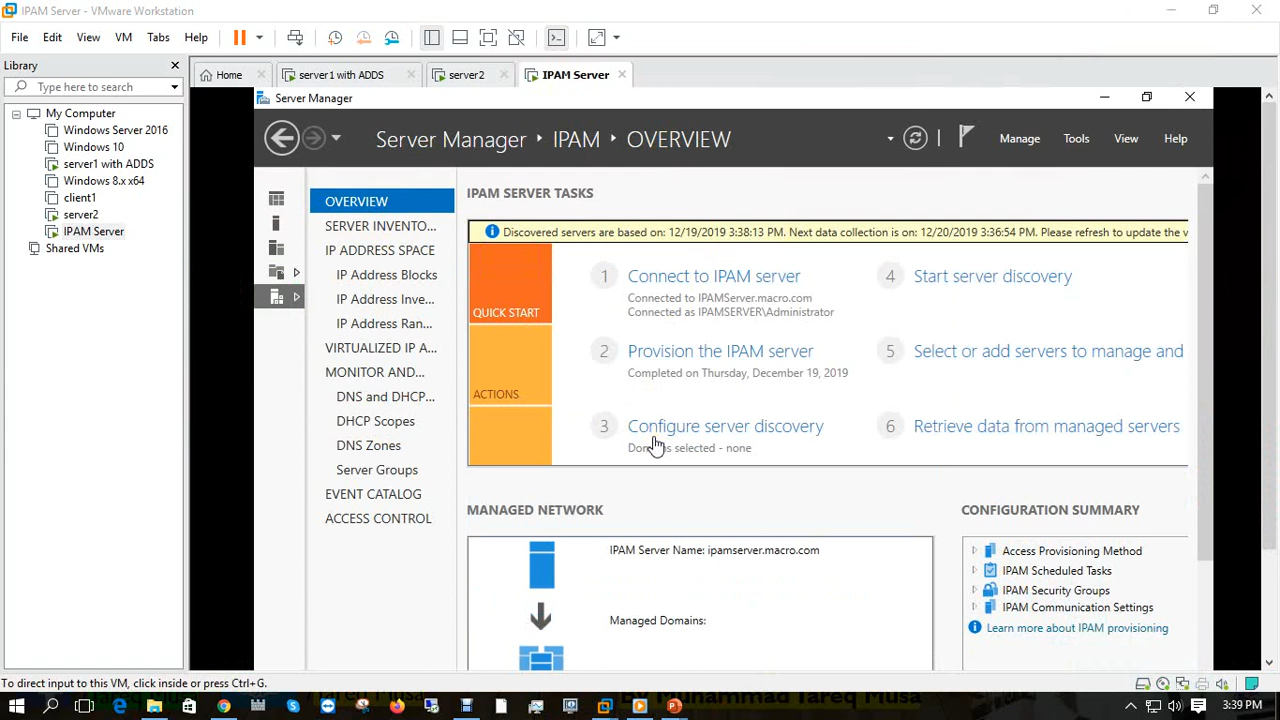 IPAM Server - VMware Workstation
File Edit View VM Tabs Help
Library
Type here to search
My Computer
Windows Server 2016
Windows 10
server1 with ADDS
Windows 8.x x64
client1
server2
IPAM Server
Shared VMs
Home
server1 with ADDS
server2
IPAM Server
Server Manager
Server Manager IPAM OVERVIEW
Manage Tools View Help
OVERVIEW
SERVER INVENTO...
IP ADDRESS SPACE
IP Address Blocks
IP Address Inve...
IP Address Ran...
VIRTUALIZED IP A...
MONITOR AND...
DNS and DHCP...
DHCP Scopes
DNS Zones
Server Groups
EVENT CATALOG
ACCESS CONTROL
IPAM SERVER TASKS
Discovered servers are based on: 12/19/2019 3:38:13 PM. Next data collection is on: 12/20/2019 3:36:54 PM. Please refresh to update the v
QUICK START
ACTIONS
1 Connect to IPAM server
Connected to IPAMServer.macro.com
Connected as IPAMSERVER\Administrator
2 Provision the IPAM server
Completed on Thursday, December 19, 2019
3 Configure server discovery
selected - none
4 Start server discovery
5 Select or add servers to manage and
6 Retrieve data from managed servers
MANAGED NETWORK
IPAM Server Name: ipamserver.macro.com
Managed Domains:
CONFIGURATION SUMMARY
Access Provisioning Method
IPAM Scheduled Tasks
IPAM Security Groups
IPAM Communication Settings
Learn more about IPAM provisioning
To direct input to this VM, click inside or press Ctrl+G.
3:39 PM